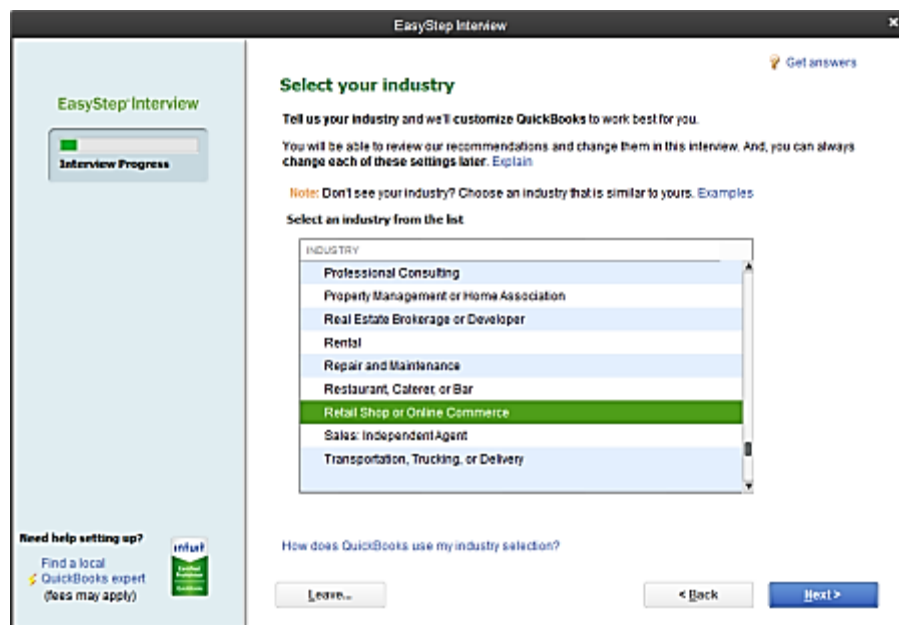 EasyStep Interview
Get answers
EasyStep Interview
Interview Progress
Select your industry
Tell us your industry and we'll customize QuickBooks to work best for you.
You will be able to review our recommendations and change them in this interview. And, you can always
change each of these settings later. Explain
Note: Don't see your industry? Choose an industry that is similar to yours. Examples
Select an industry from the list
INDUSTRY
Professional Consulting
Property Management or Home Association
Real Estate Brokerage or Developer
Rental
Repair and Maintenance
Restaurant, Caterer, or Bar
Retail Shop or Online Commerce
Sales: Independent Agent
Transportation, Trucking, or Delivery
Need help setting up?
Find a local
QuickBooks expert
(fees may apply)
intuit
How does QuickBooks use my industry selection?
Leave...
< Back
Next >